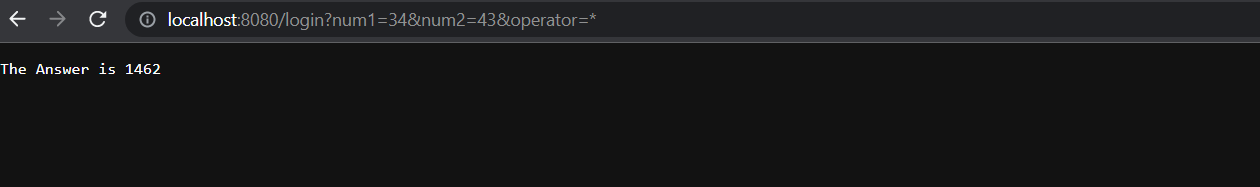 localhost:8080/login?num1=34&num2=43&operator=*
The Answer is 1462